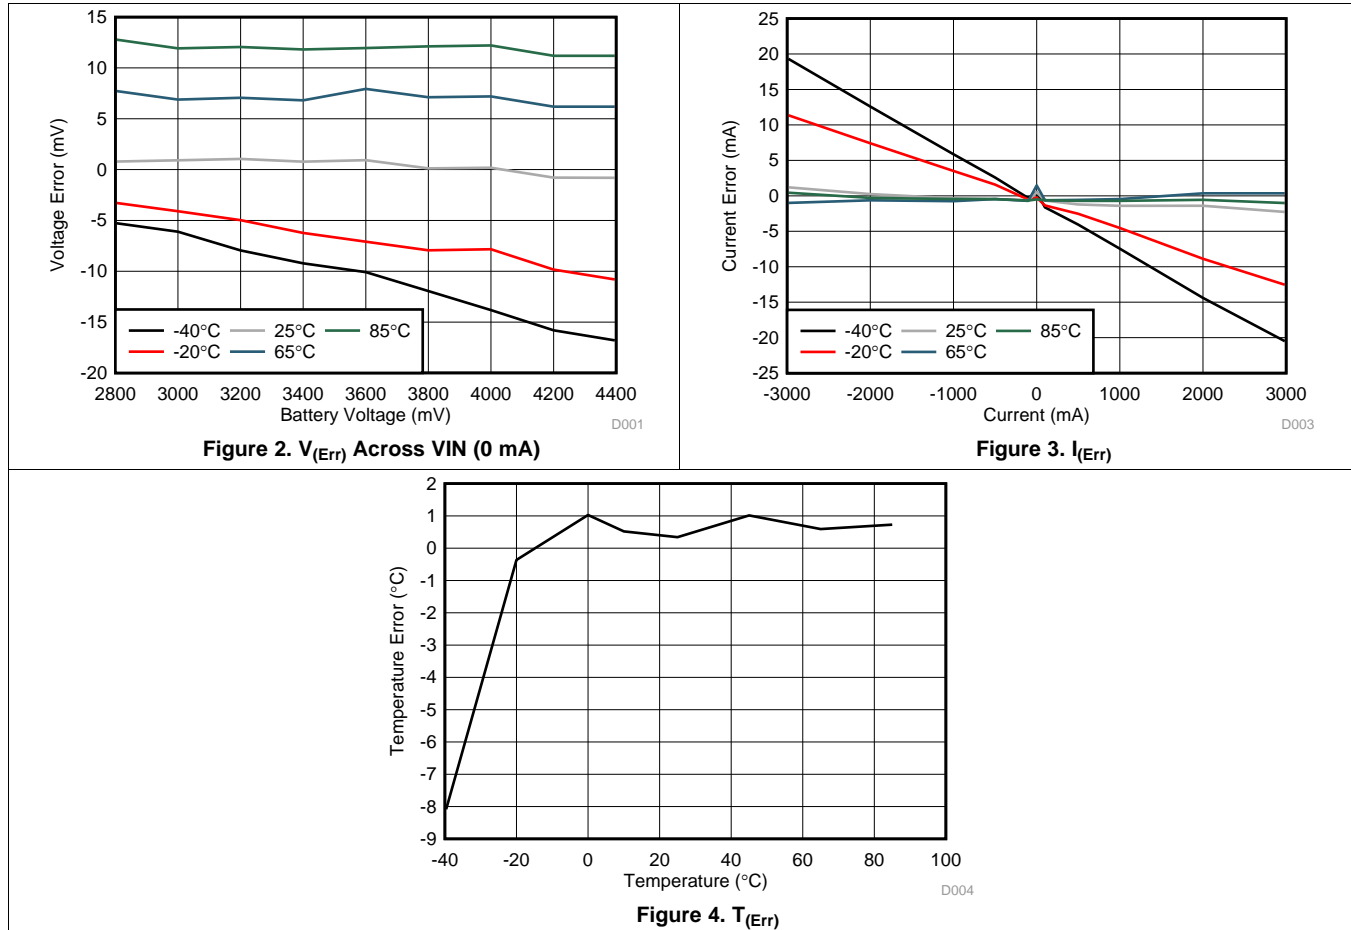 15
10
5
0
-5
-10
-15
-20
Voltage Error (mV)
-40°C 25°C 85°C
-20°C 65°C
2800 3000 3200 3400 3600 3800 4000 4200 4400
Battery Voltage (mV)
D001
Figure 2. V(Err) Across VIN (0 mA)
25
20
15
10
5
0
-5
-10
-15
-20
-25
Current Error (mA)
-40°C 25°C 85°C
-20°C 65°C
-3000 -2000 -1000 0 1000 2000 3000
Current (mA)
D003
Figure 3. I(Err)
2
1
0
-1
-2
-3
-4
-5
-6
-7
-8
-9
Temperature Error (°C)
-40 -20 0 20 40 60 80 100
Temperature (°C)
D004
Figure 4. T(Err)